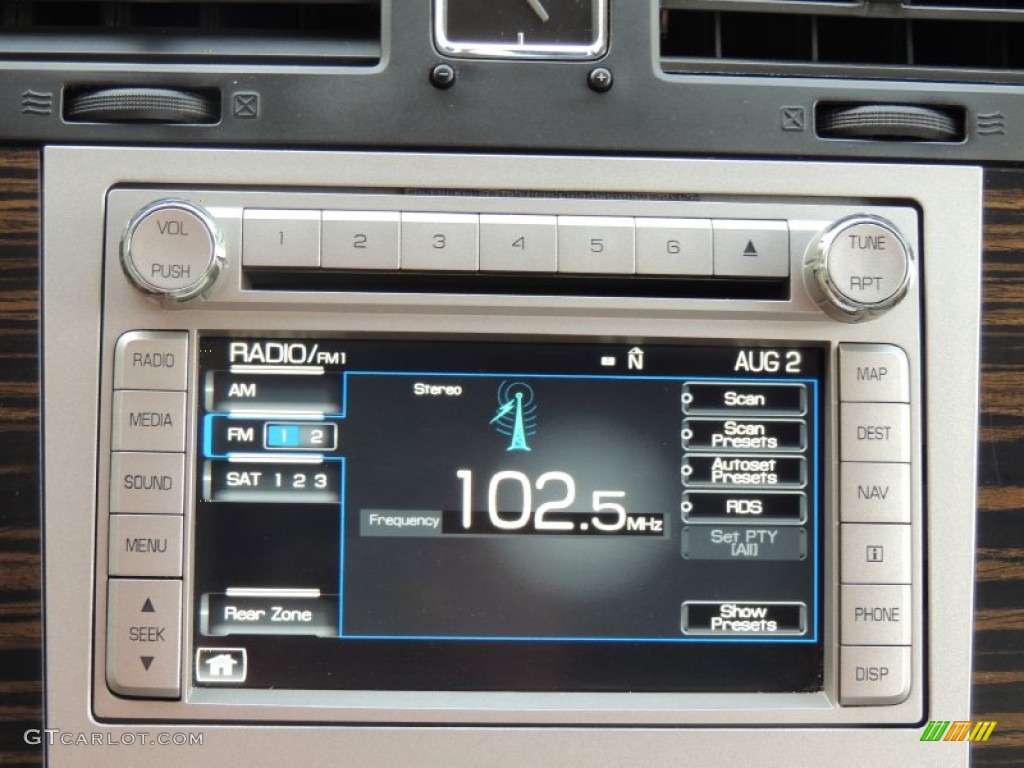 VOL
PUSH
1 2 3 4 5 6
TUNE
RPT
RADIO
MEDIA
SOUND
MENU
SEEK
RADIO/FM1
N
AUG 2
AM
FM 1 2
SAT 1 2 3
Rear Zone
Stereo
Frequency
102.5MHz
Scan
Scan
Presets
Autoset
Presets
RDS
Set PTY
[All]
Show
Presets
MAP
DEST
NAV
i
PHONE
DISP
GTCARLOT.COM